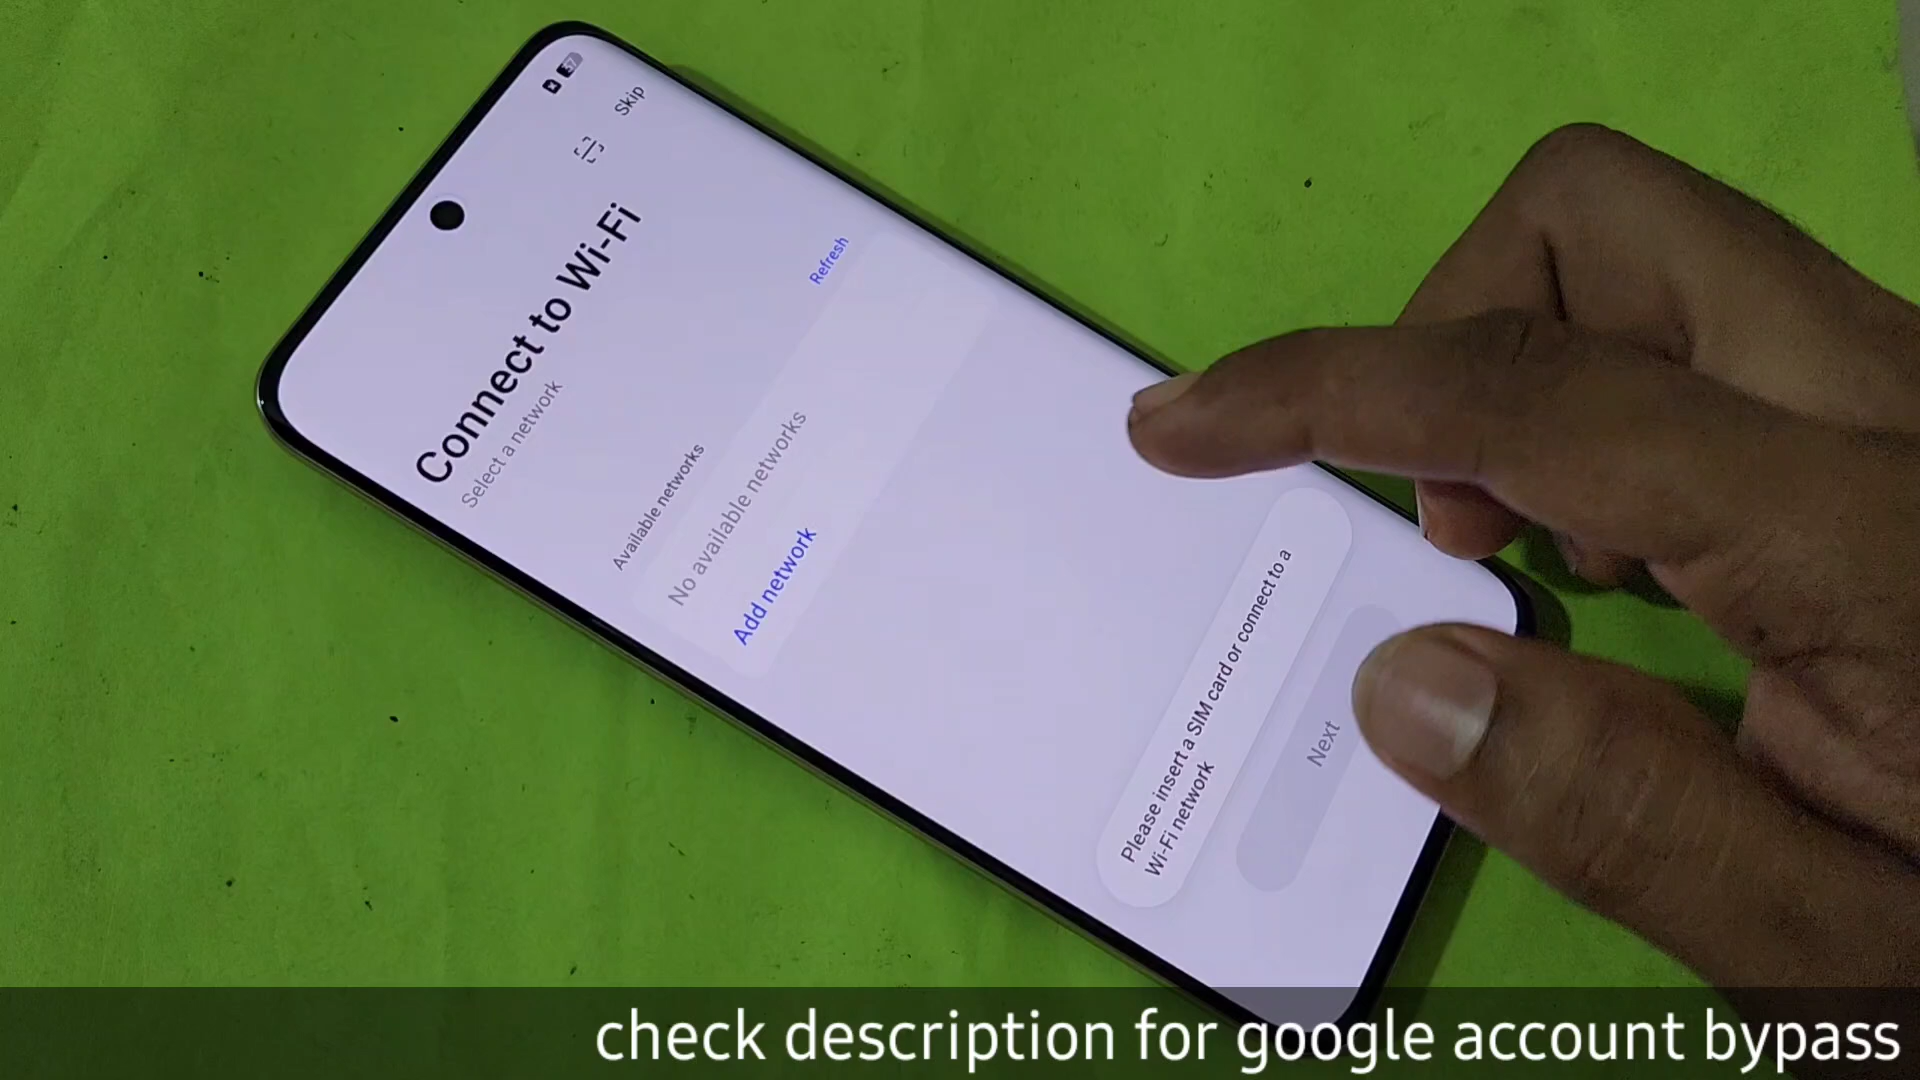 57
Skip
Connect to Wi-Fi
Select a network
Available networks
Refresh
No available networks
Add network
Please insert a SIM card or connect to a
Wi-Fi network
Next
check description for google account bypass